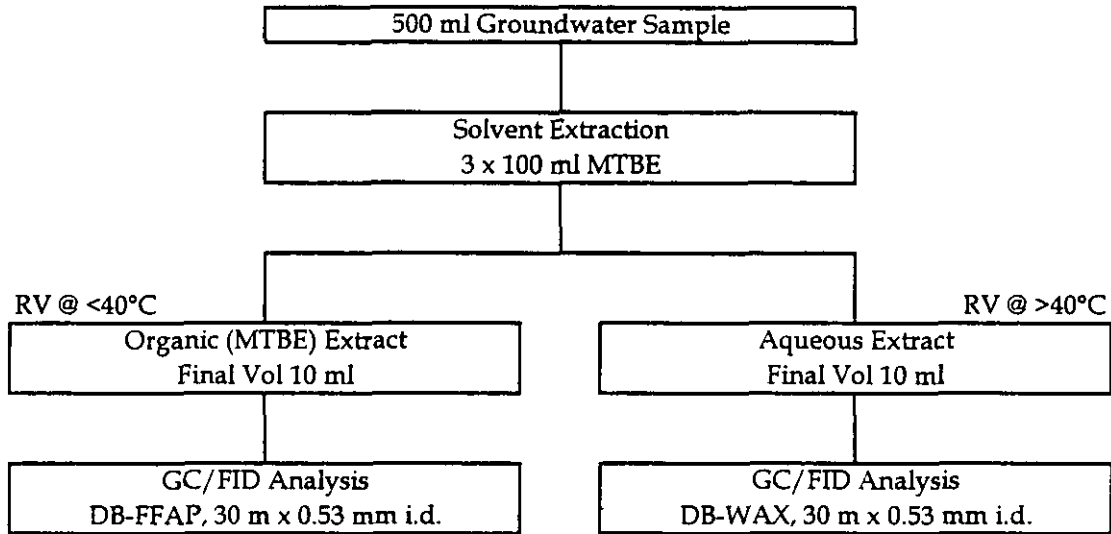 500 ml Groundwater Sample
Solvent Extraction
3 x 100 ml MTBE
RV @ <40°C
Organic (MTBE) Extract
Final Vol 10 ml
GC/FID Analysis
DB-FFAP, 30 m x 0.53 mm i.d.
RV @ >40°C
Aqueous Extract
Final Vol 10 ml
GC/FID Analysis
DB-WAX, 30 m x 0.53 mm i.d.